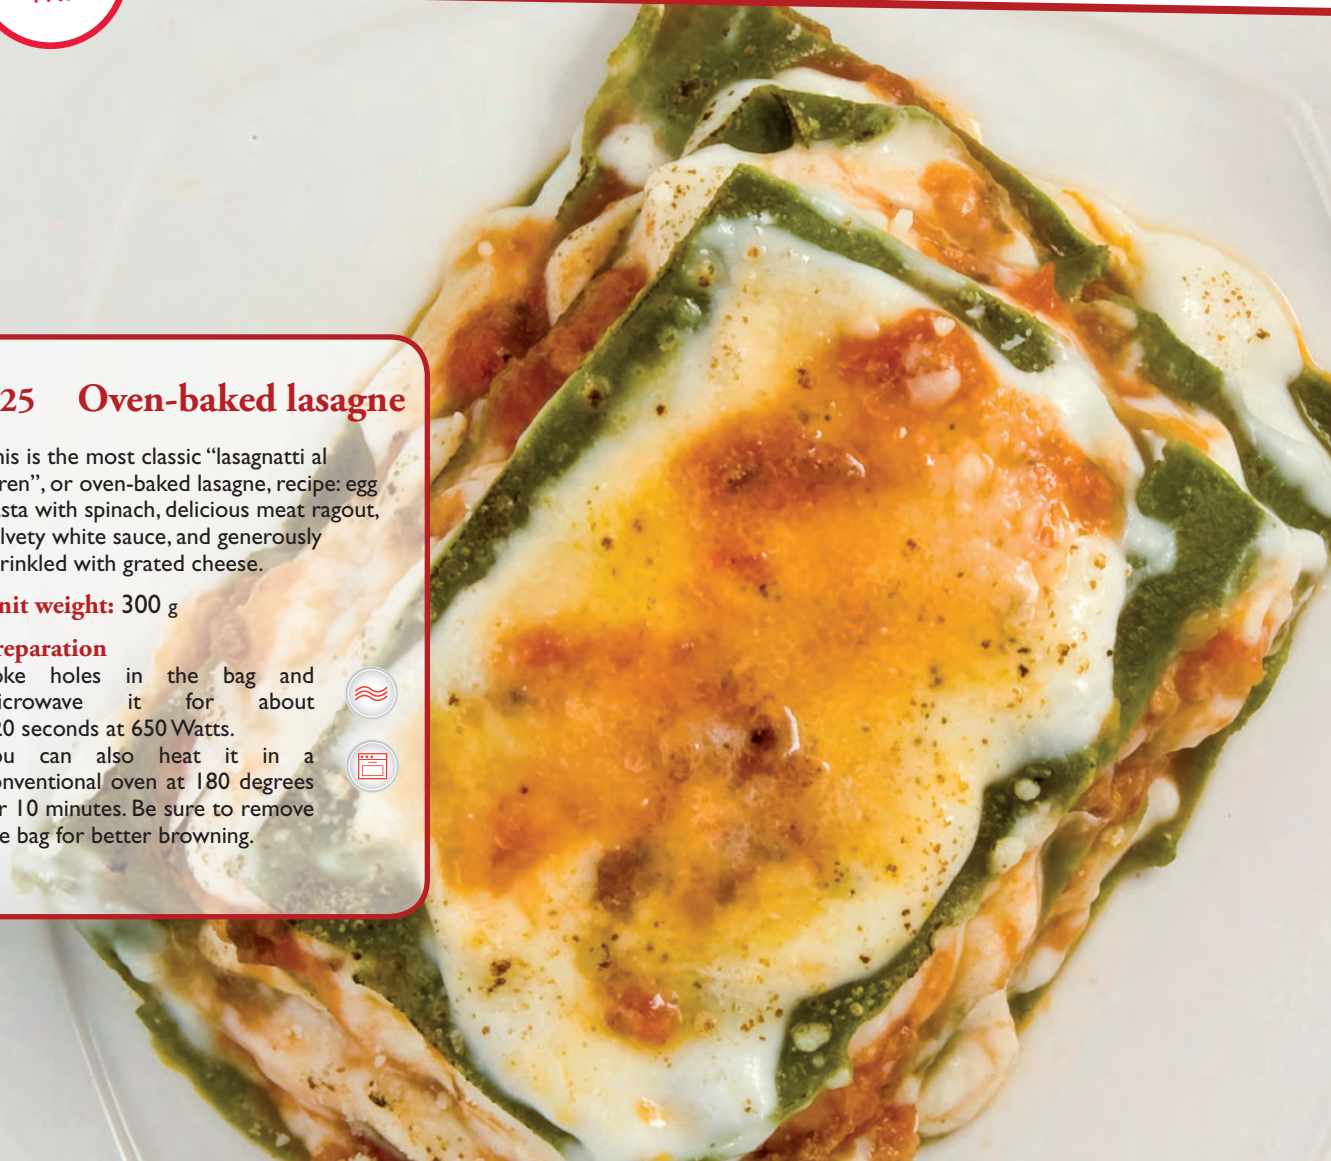 25 Oven-baked lasagne
his is the most classic “lasagnatti al
ren”, or oven-baked lasagne, recipe: egg
asta with spinach, delicious meat ragout,
lvety white sauce, and generously
rinkled with grated cheese.
nit weight: 300 g
reparation
oke holes in the bag and
icrowave it for about
20 seconds at 650 Watts.
ou can also heat it in a
onventional oven at 180 degrees
r 10 minutes. Be sure to remove
e bag for better browning.